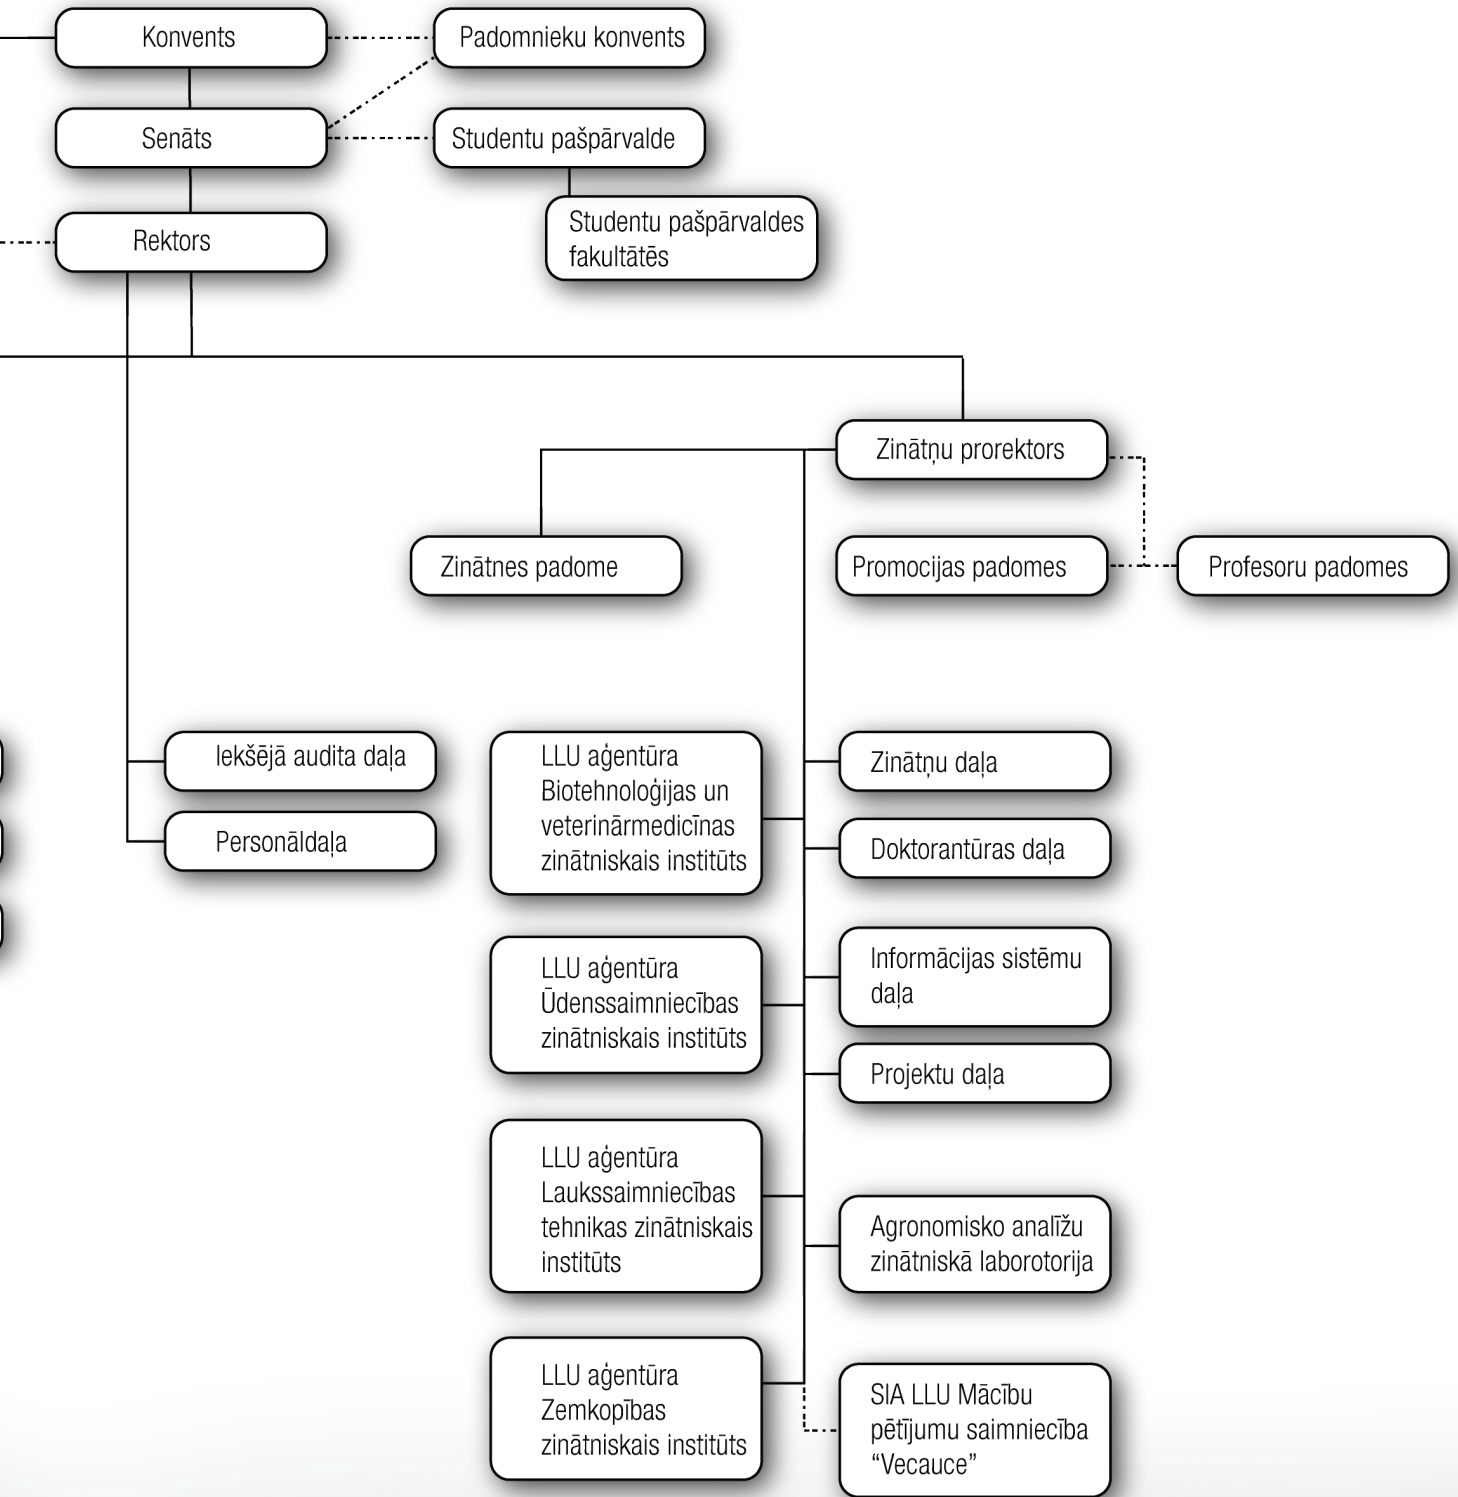 Konvents
Padomnieku konvents
Senāts
Studentu pašpārvalde
Studentu pašpārvaldes
fakultātēs
Rektors
Zinātņu prorektors
Zinātnes padome
Promocijas padomes
Profesoru padomes
Iekšējā audita daļa
Personāldaļa
LLU aģentūra
Biotehnoloģijas un
veterinārmedicīnas
zinātniskais institūts
LLU aģentūra
Ūdenssaimniecības
zinātniskais institūts
LLU aģentūra
Laukssaimniecības
tehnikas zinātniskais
institūts
LLU aģentūra
Zemkopības
zinātniskais institūts
Zinātņu daļa
Doktorantūras daļa
Informācijas sistēmu
daļa
Projektu daļa
Agronomisko analīžu
zinātniskā laborotorija
SIA LLU Mācību
pētījumu saimniecība
“Vecauce”